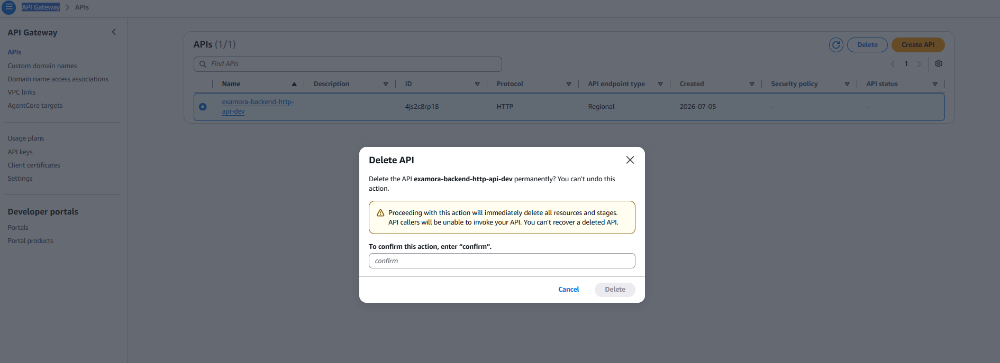 API Gateway > APIs
API Gateway
APIs
Custom domain names
Domain name access associations
VPC links
AgentCore targets
Usage plans
API keys
Client certificates
Settings
Developer portals
Portals
Portal products
APIs (1/1)
Delete
Create API
Find APIs
1
Name Description ID Protocol API endpoint type Created Security policy API status
examora-backend-http-
api-dev
4js2c8rp18 HTTP Regional 2026-07-05 - -
Delete API
Delete the API examora-backend-http-api-dev permanently? You can't undo this
action.
Proceeding with this action will immediately delete all resources and stages.
API callers will be unable to invoke your API. You can't recover a deleted API.
To confirm this action, enter “confirm”.
confirm
Cancel
Delete